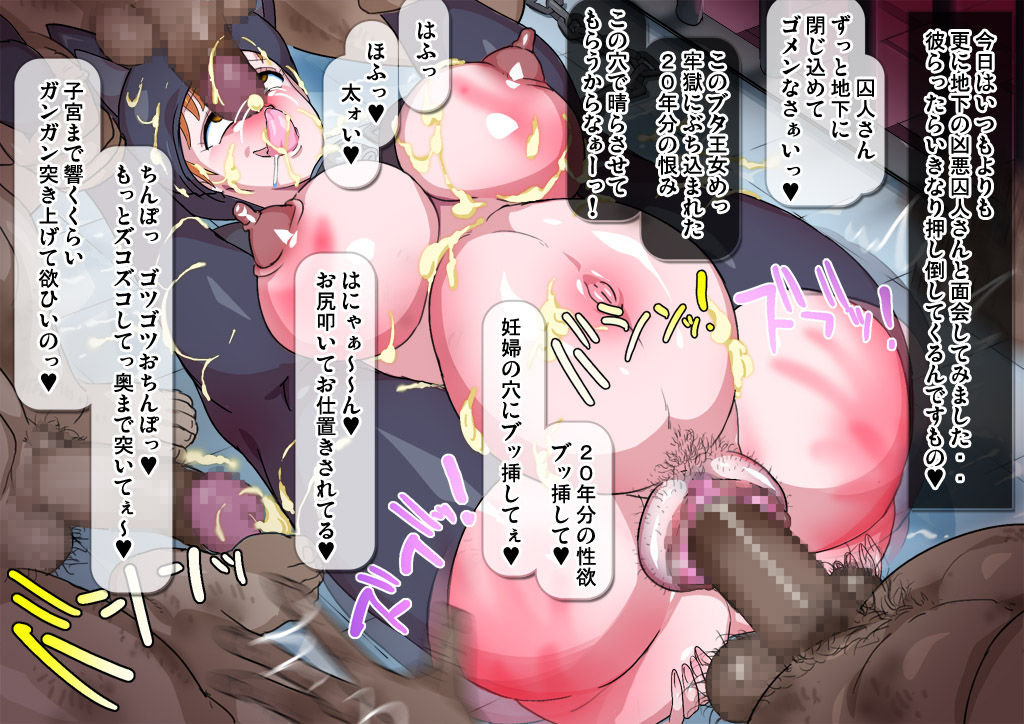 今日はいつもよりも
更に地下の凶悪囚人さんと面会してみました・・
彼らったらいきなり押し倒してくるんですもの♥
囚人さん
ずっと地下に
閉じ込めて
ゴメンなさぁいっ♥
このブタ王女めっ
牢獄にぶち込まれた
20年分の恨み
この穴で晴らさせて
もらうからなぁーっ！
はふっ
ほふっ♥
太ォい♥
ズブッ！
ズブッ！
20年分の性欲
ブッ挿して♥
妊婦の穴にブッ挿してぇ♥
はにゃぁ～～ん♥
お尻叩いてお仕置きされてる♥
ちんぽっ　ゴツゴツおちんぽっ♥
もっとズコズコしてっ奥まで突いてぇ～♥
子宮まで響くくらい
ガンガン突き上げて欲ひいのっ♥